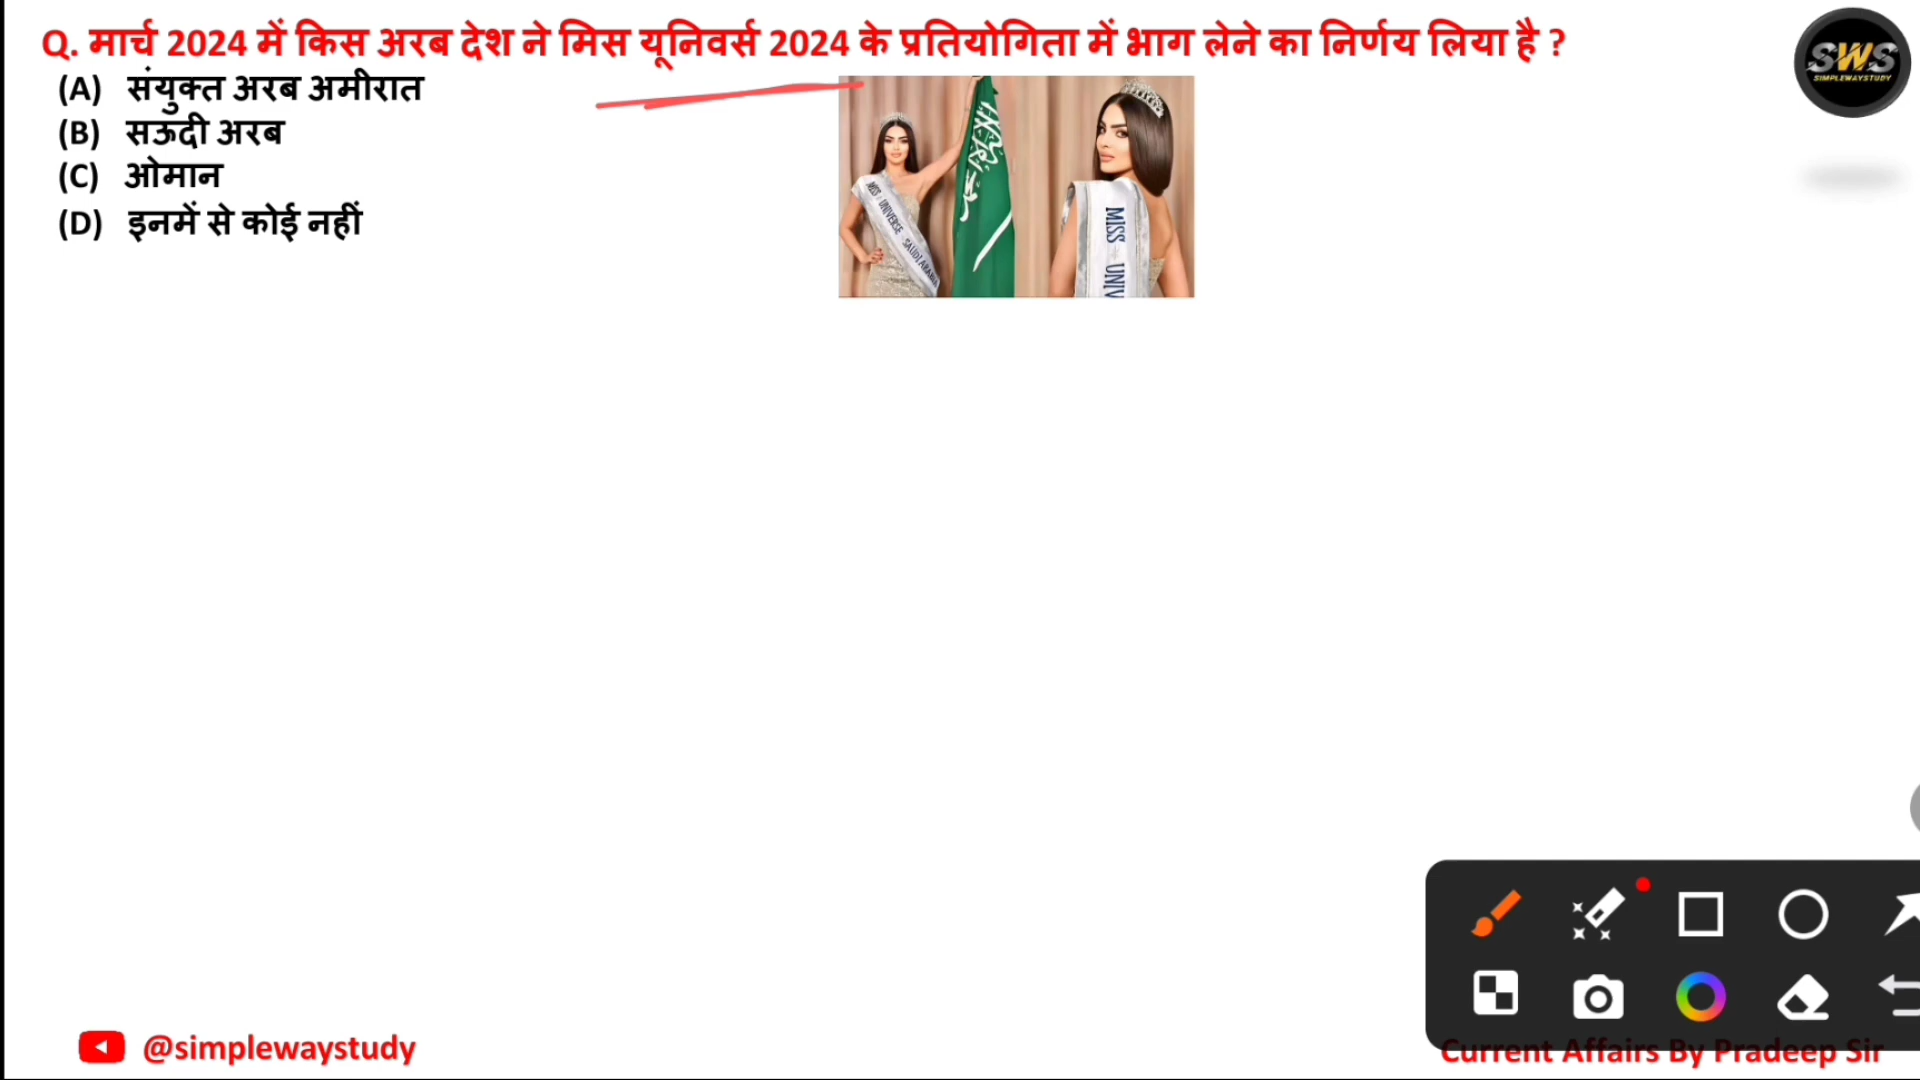 Q. मार्च 2024 में किस अरब देश ने मिस यूनिवर्स 2024 के प्रतियोगिता में भाग लेने का निर्णय लिया है ?
(A) संयुक्त अरब अमीरात
(B) सऊदी अरब
(C) ओमान
(D) इनमें से कोई नहीं
SWS
SIMPLEWAYSTUDY
MISS UNIVERSE SAUDI ARABIA
MISS UNIV
@simplewaystudy
Current Affairs By Pradeep Sir